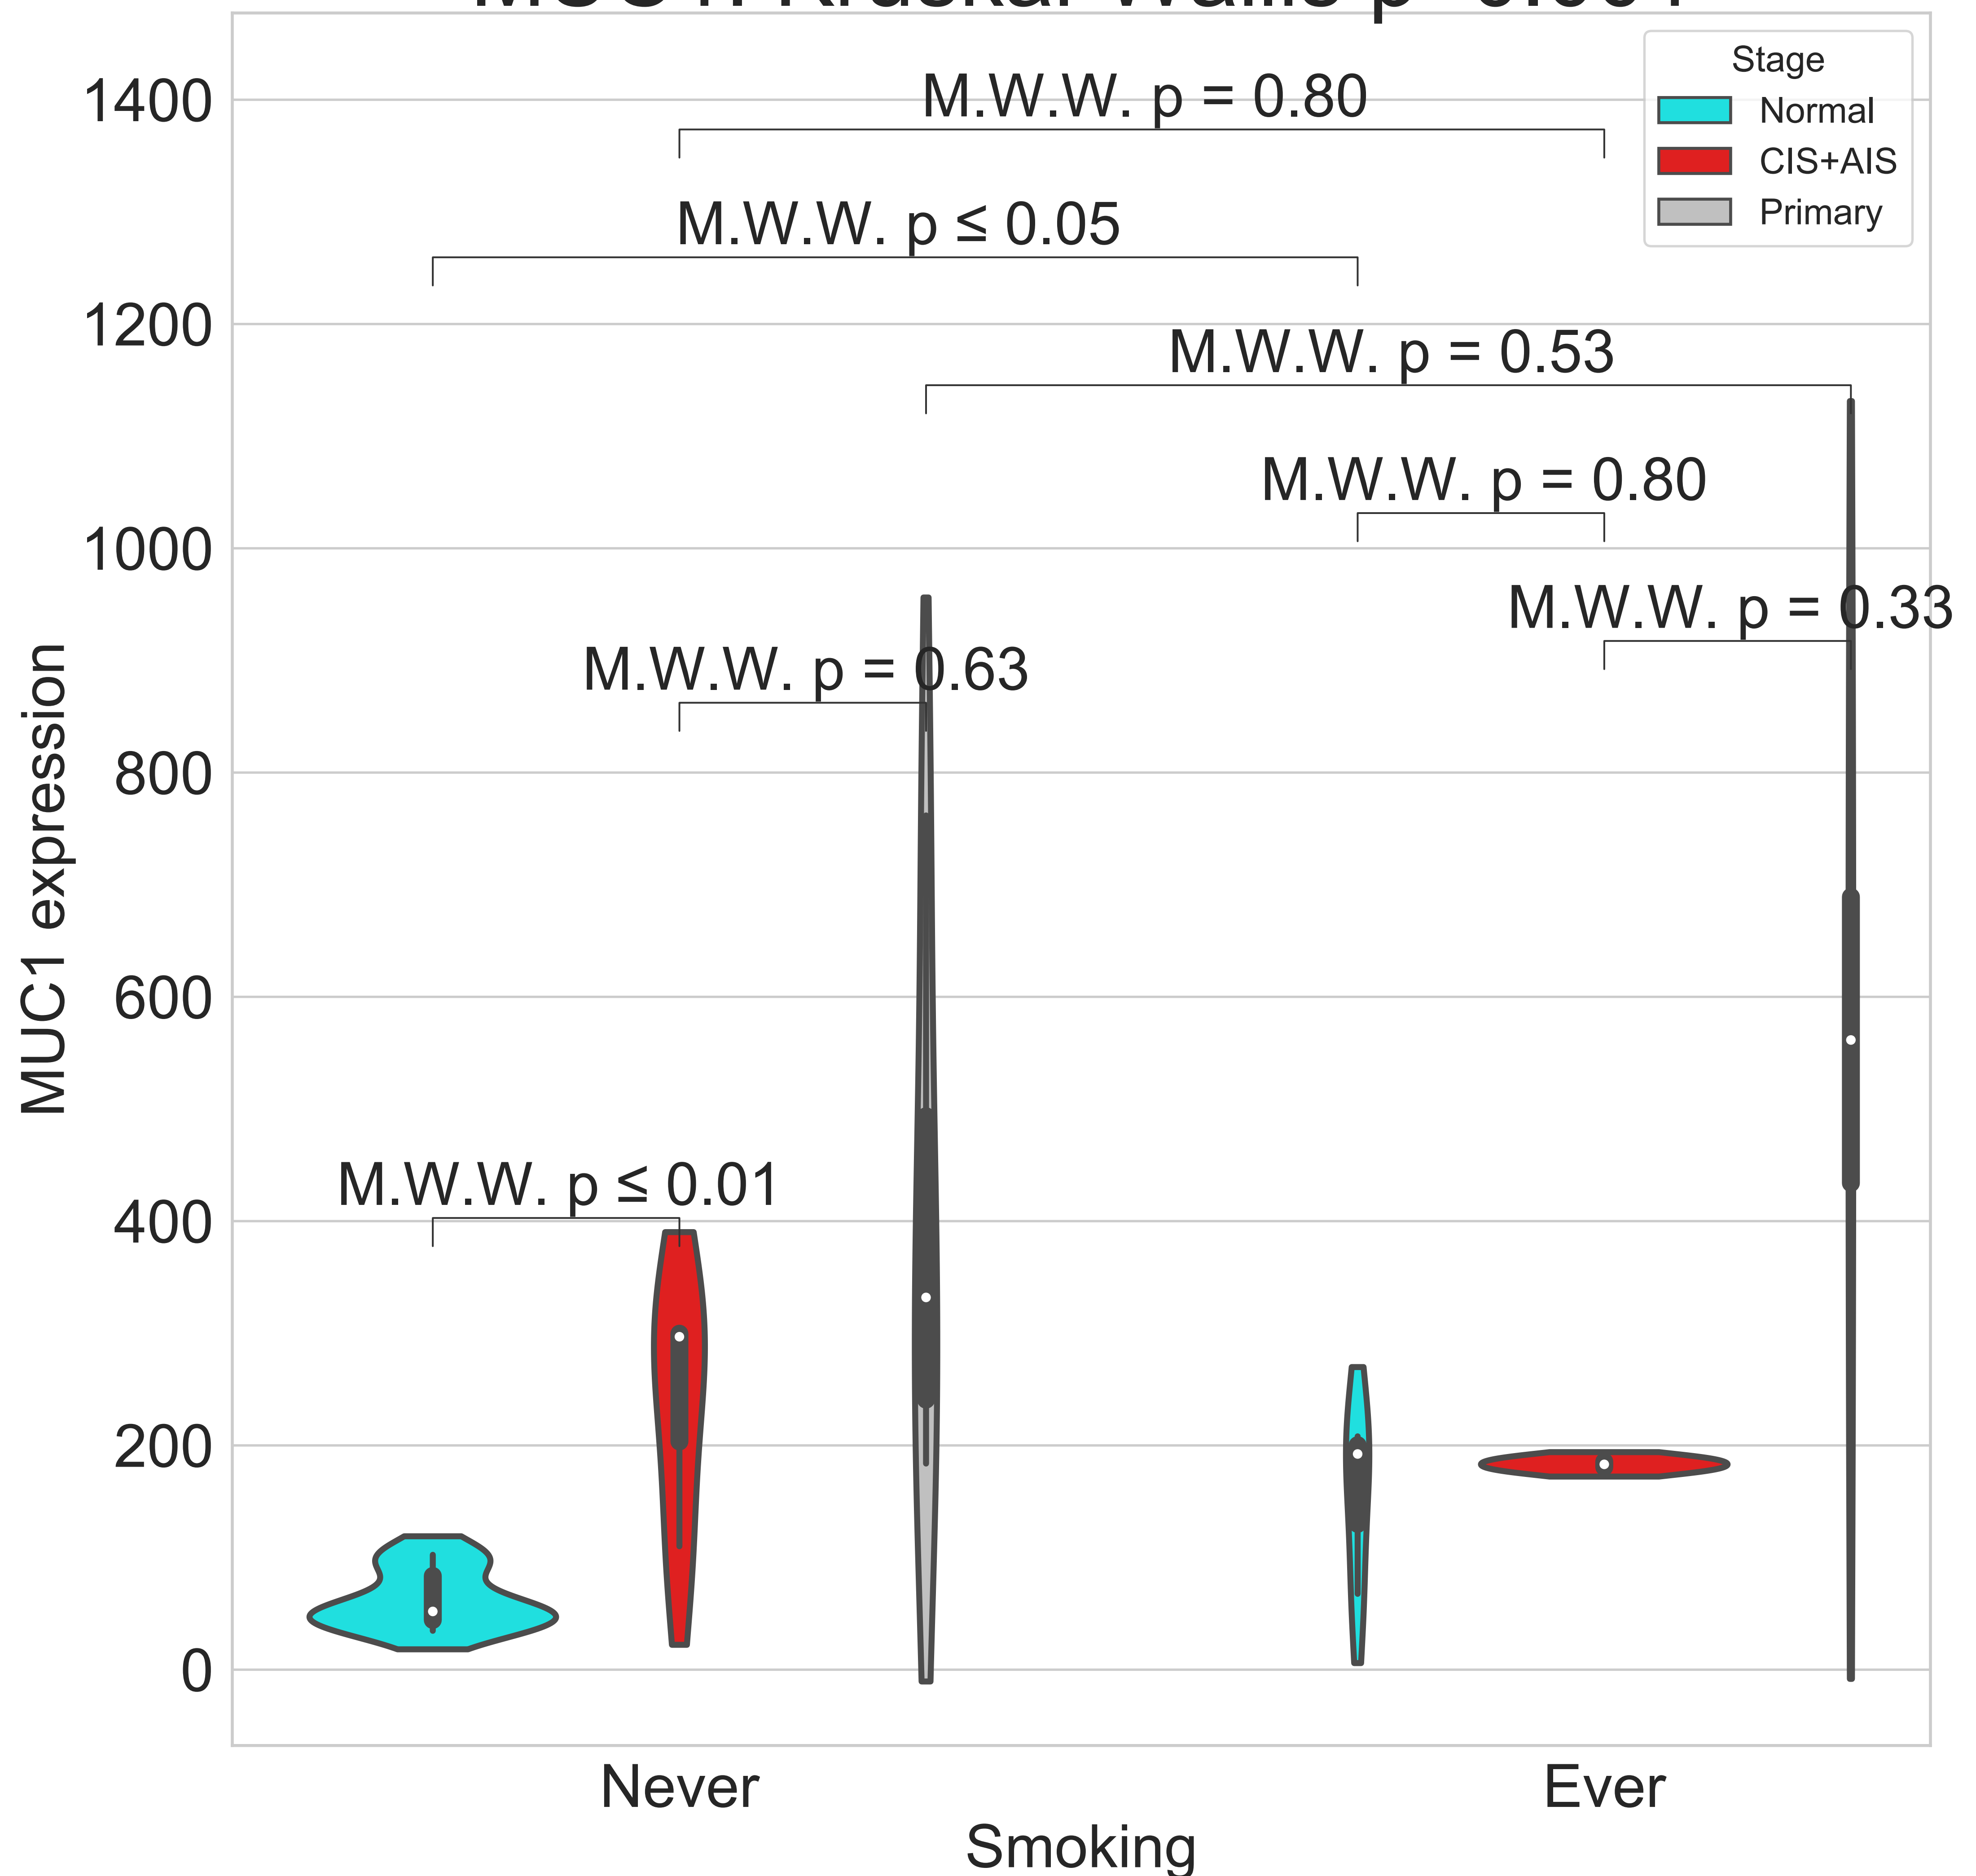 Stage
Normal
CIS+AIS
Primary
M.W.W. p = 0.80
M.W.W. p ≤ 0.05
M.W.W. p = 0.53
M.W.W. p = 0.80
M.W.W. p = 0.33
M.W.W. p = 0.63
M.W.W. p ≤ 0.01
1400
1200
1000
800
600
400
200
0
MUC1 expression
Never
Ever
Smoking